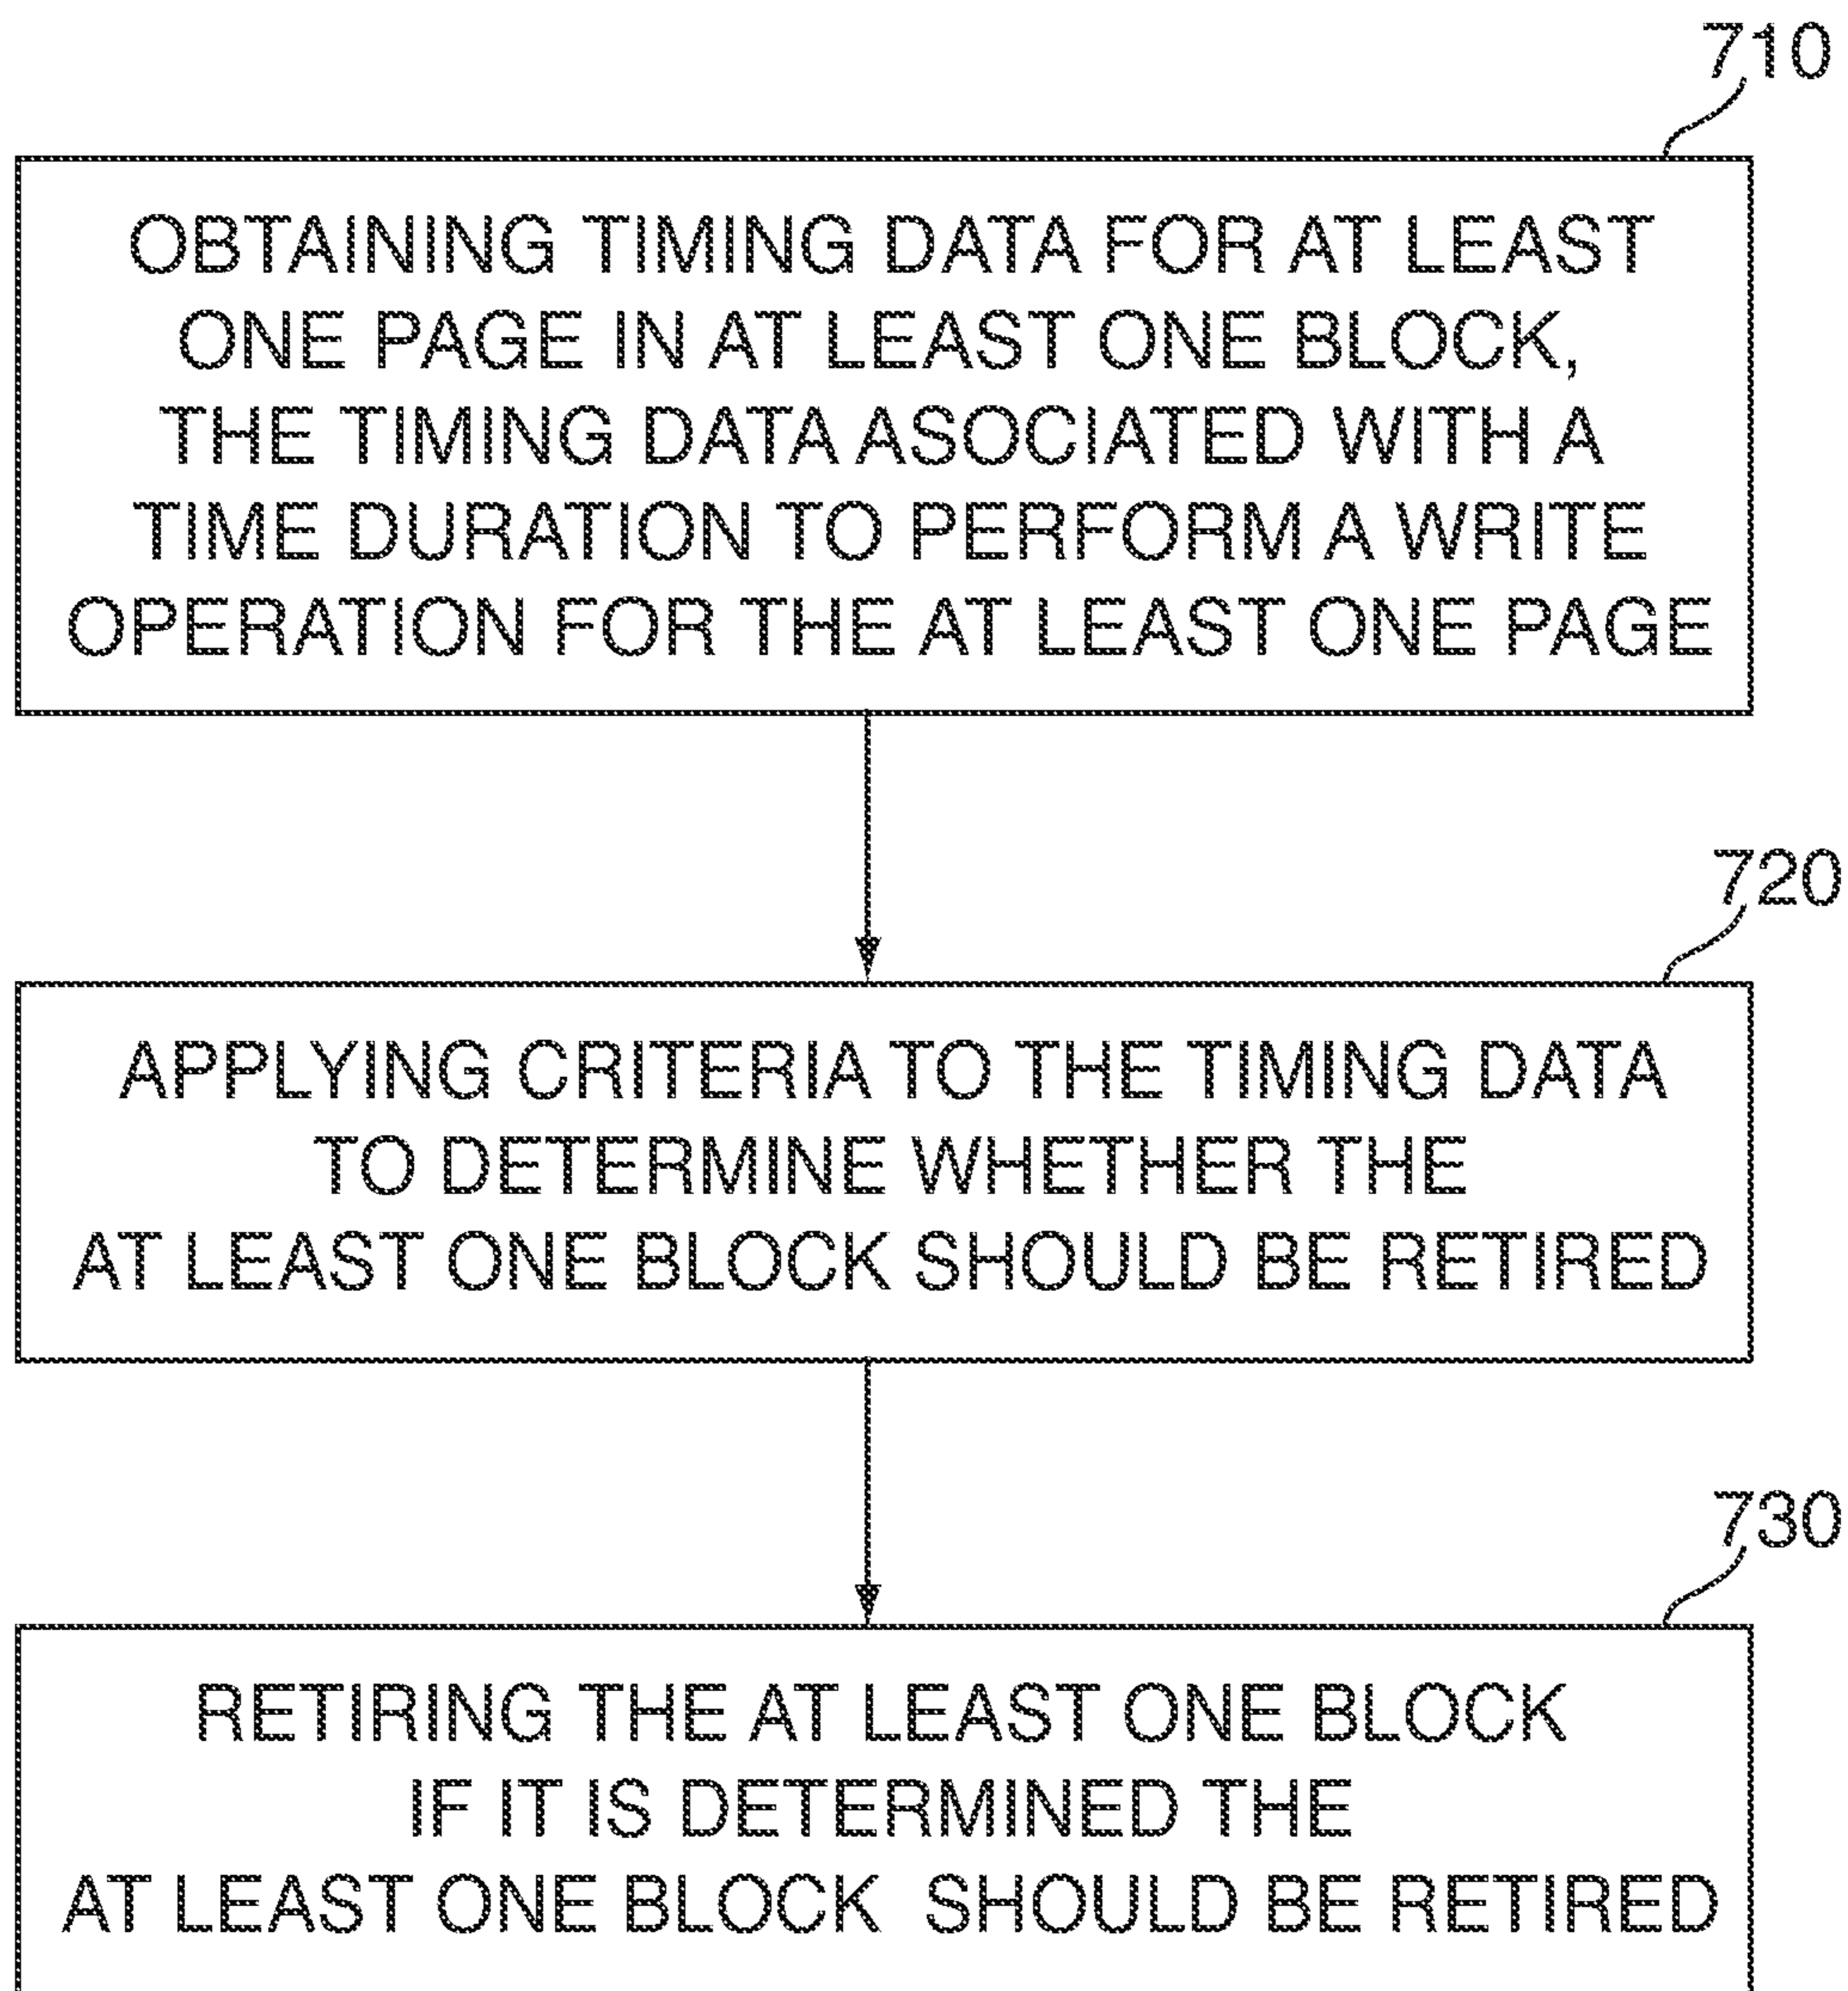 710
OBTAINING TIMING DATA FOR AT LEAST
ONE PAGE IN AT LEAST ONE BLOCK,
THE TIMING DATA ASOCIATED WITH A
TIME DURATION TO PERFORM A WRITE
OPERATION FOR THE AT LEAST ONE PAGE
720
APPLYING CRITERIA TO THE TIMING DATA
TO DETERMINE WHETHER THE
AT LEAST ONE BLOCK SHOULD BE RETIRED
730
RETIRING THE AT LEAST ONE BLOCK
IF IT IS DETERMINED THE
AT LEAST ONE BLOCK SHOULD BE RETIRED